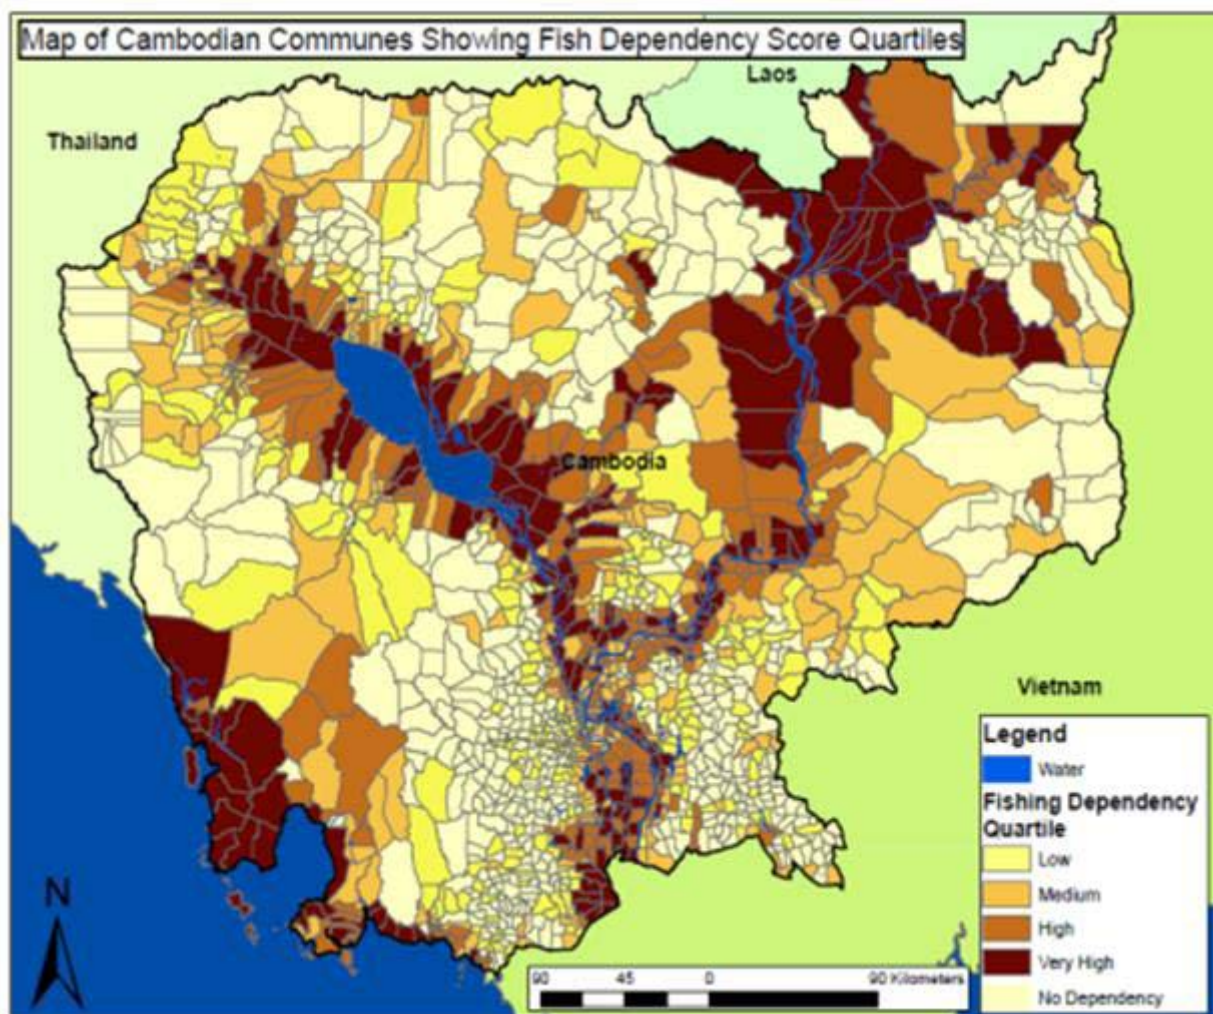 Map of Cambodian Communes Showing Fish Dependency Score Quartiles
Laos
Thailand
Cambodia
Vietnam
Legend
Water
Fishing Dependency
Quartile
Low
Medium
High
Very High
No Dependency
N
90 45 0 90 Kilometers